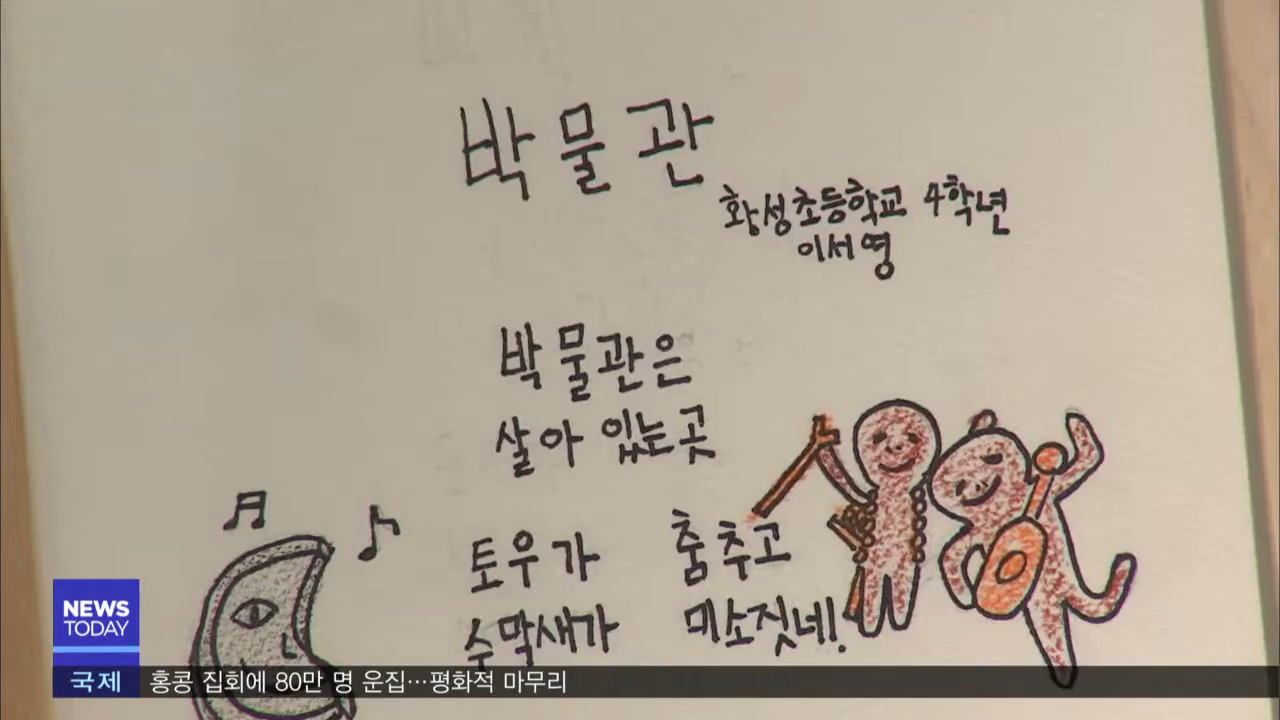 박물관
황성초등학교 4학년
이서영
박물관은
살아 있는 곳
토우가 춤추고
수막새가 미소짓네!
NEWS
TODAY
국제 홍콩 집회에 80만 명 운집…평화적 마무리